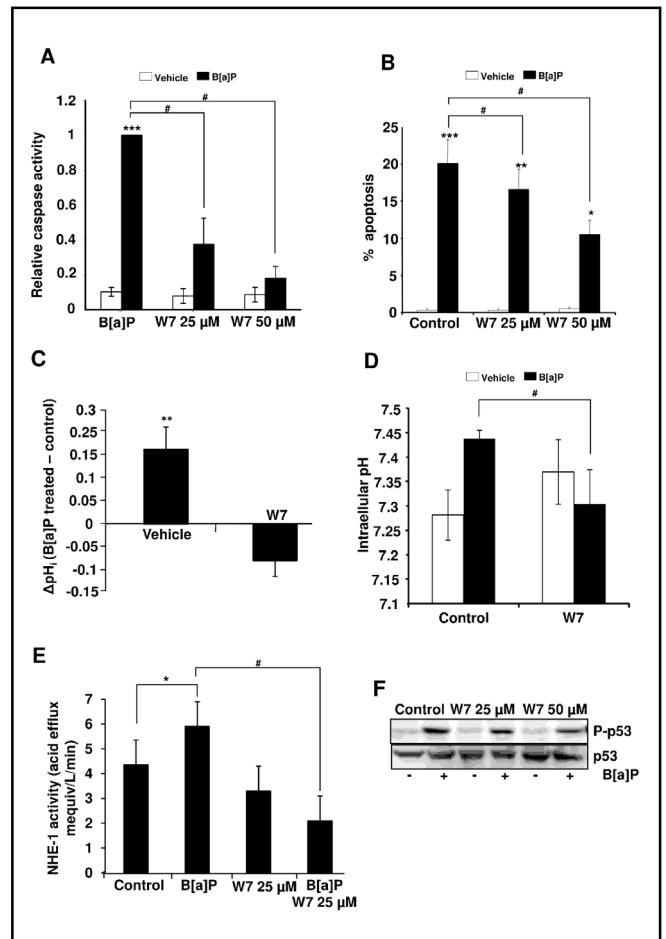 A
Vehicle B[a]P
#
#
1.2
***
1
0.8
0.6
0.4
0.2
0
Relative caspase activity
B[a]P W7 25 µM W7 50 µM
B
Vehicle B[a]P
#
#
25
***
20
**
15
*
10
5
0
% apoptosis
Control W7 25 µM W7 50 µM
C
0.3
0.25
0.15
0.1
0.05
0
-0.05
-0.1
-0.15
ΔpHi (B[a]P treated – control)
**
Vehicle
W7
D
Vehicle B[a]P
#
7.5
7.45
7.4
7.35
7.3
7.25
7.2
7.15
7.1
Intraellular pH
Control W7
E
#
*
7
6
5
4
3
2
1
0
NHE-1 activity (acid efflux
mequiv/L/min)
Control B[a]P W7 25 µM B[a]P
W7 25 µM
F
Control W7 25 µM W7 50 µM
P-p53
p53
- + - + - + B[a]P